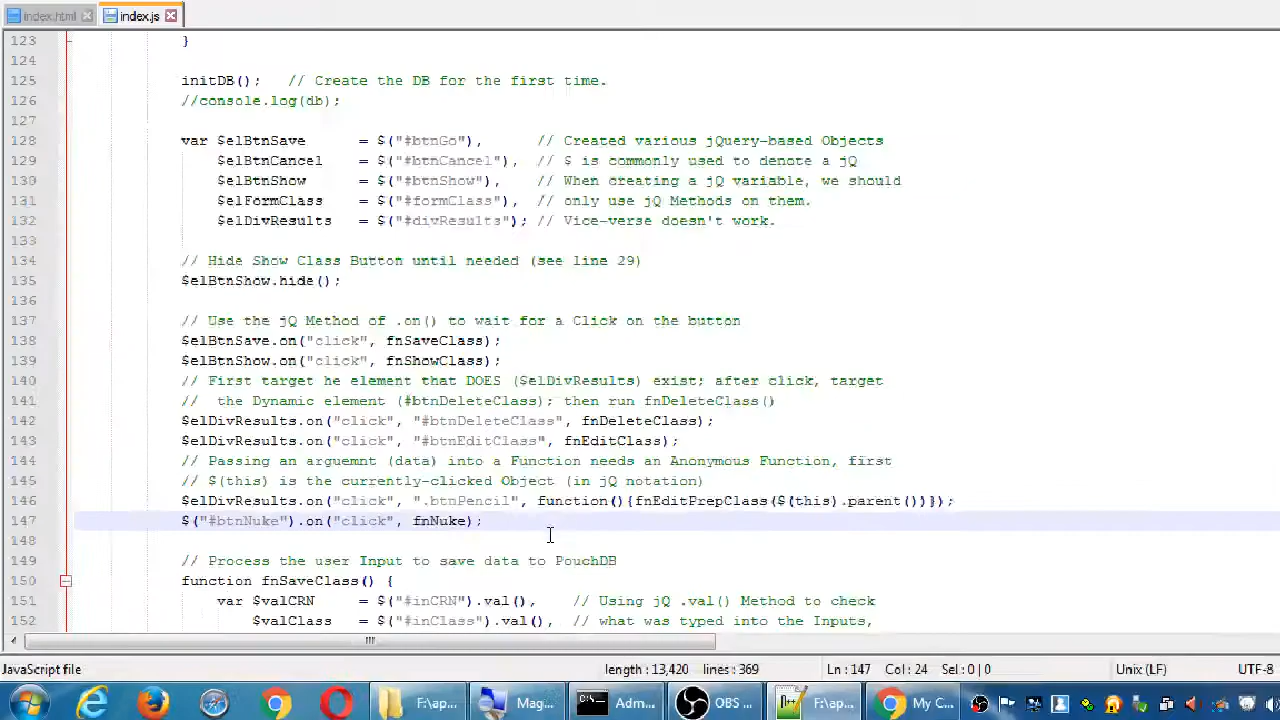 index.html index.js
123 }
124
125 initDB(); // Create the DB for the first time.
126 //console.log(db);
127
128 var $elBtnSave = $("#btnGo"), // Created various jQuery-based Objects
129 $elBtnCancel = $("#btnCancel"), // $ is commonly used to denote a jQ
130 $elBtnShow = $("#btnShow"), // When creating a jQ variable, we should
131 $elFormClass = $("#formClass"), // only use jQ Methods on them.
132 $elDivResults = $("#divResults"); // Vice-verse doesn't work.
133
134 // Hide Show Class Button until needed (see line 29)
135 $elBtnShow.hide();
136
137 // Use the jQ Method of .on() to wait for a Click on the button
138 $elBtnSave.on("click", fnSaveClass);
139 $elBtnShow.on("click", fnShowClass);
140 // First target he element that DOES ($elDivResults) exist; after click, target
141 // the Dynamic element (#btnDeleteClass); then run fnDeleteClass()
142 $elDivResults.on("click", "#btnDeleteClass", fnDeleteClass);
143 $elDivResults.on("click", "#btnEditClass", fnEditClass);
144 // Passing an arguemnt (data) into a Function needs an Anonymous Function, first
145 // $(this) is the currently-clicked Object (in jQ notation)
146 $elDivResults.on("click", ".btnPencil", function(){fnEditPrepClass($(this).parent())});
147 $("#btnNuke").on("click", fnNuke);
148
149 // Process the user Input to save data to PouchDB
150 function fnSaveClass() {
151 var $valCRN = $("#inCRN").val(), // Using jQ .val() Method to check
152 $valClass = $("#inClass").val(), // what was typed into the Inputs,
JavaScript file length : 13,420 lines : 369 Ln : 147 Col : 24 Sel : 0 | 0 Unix (LF) UTF-8
F:\ap... Magi... Adm... OBS ... F:\ap... My C...